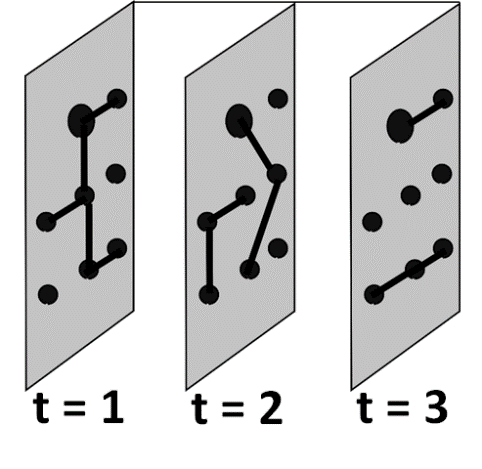 t = 1 t = 2 t = 3